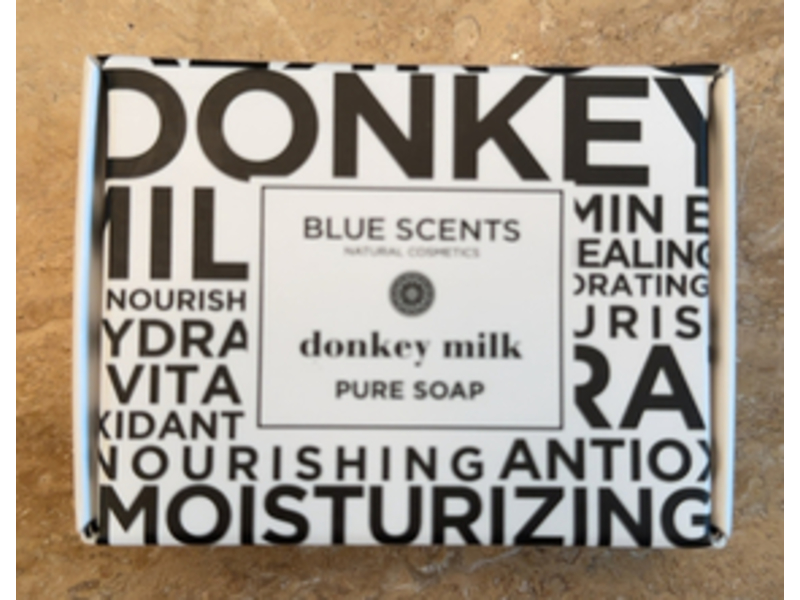 DONKEY
MIL
MIN E
EALING
NOURISH
DRATING
YDRA
URIS
VITA
RA
XIDANT
NOURISHING ANTIOX
MOISTURIZING
BLUE SCENTS
NATURAL COSMETICS
donkey milk
PURE SOAP